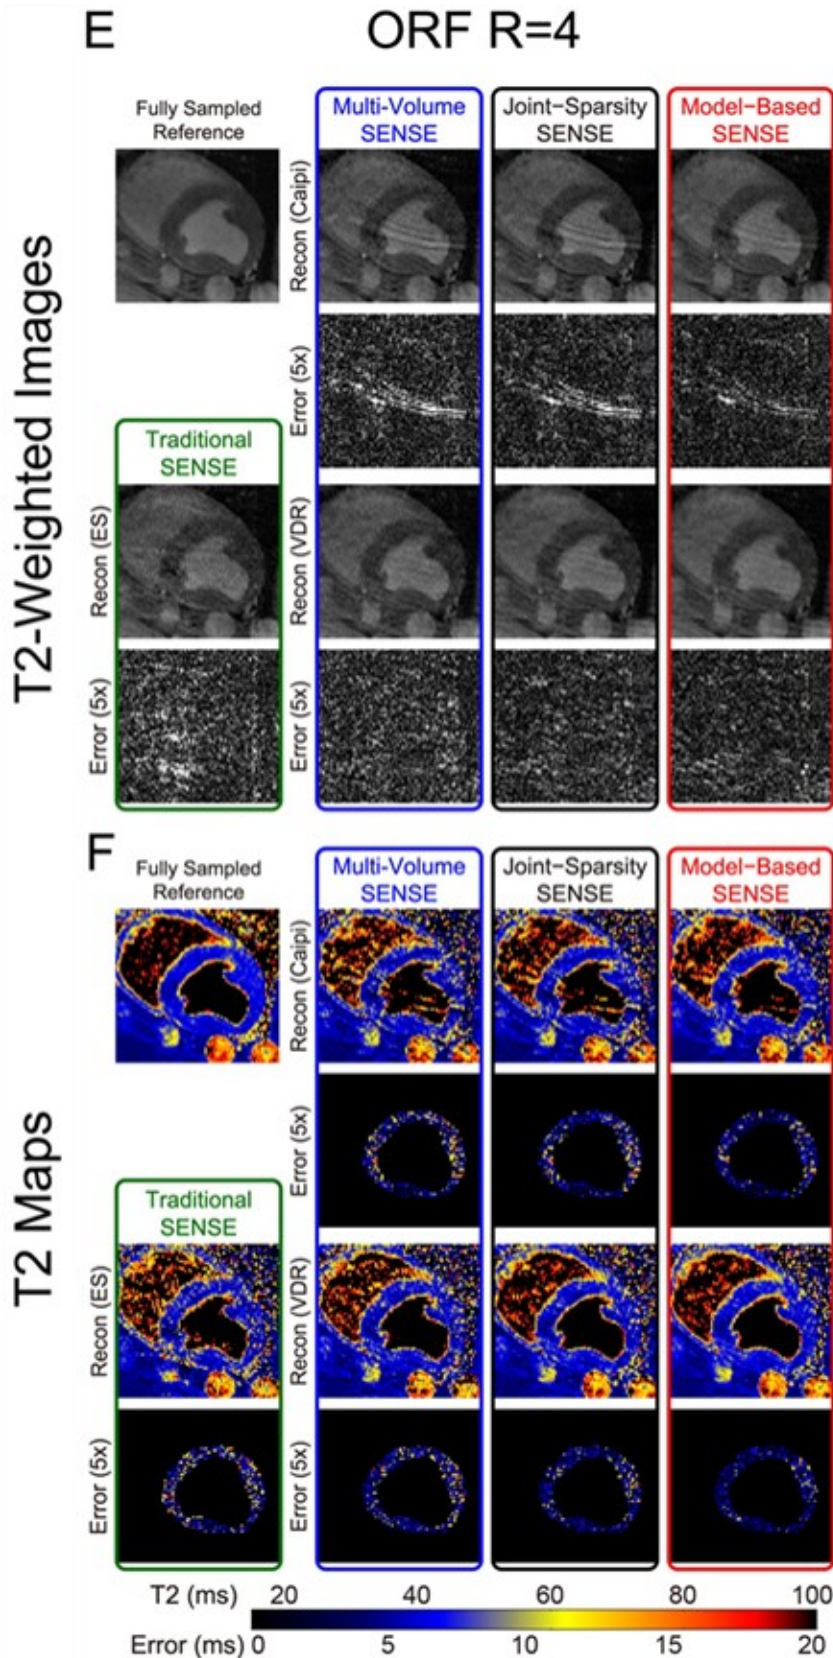 E
ORF R=4
T2-Weighted Images
Fully Sampled
Reference
Multi-Volume
SENSE
Joint-Sparsity
SENSE
Model-Based
SENSE
Recon (Caipi)
Error (5x)
Traditional
SENSE
Recon (ES)
Recon (VDR)
Error (5x)
Error (5x)
F
T2 Maps
Fully Sampled
Reference
Multi-Volume
SENSE
Joint-Sparsity
SENSE
Model-Based
SENSE
Recon (Caipi)
Error (5x)
Traditional
SENSE
Recon (ES)
Recon (VDR)
Error (5x)
Error (5x)
T2 (ms) 20 40 60 80 100
Error (ms) 0 5 10 15 20